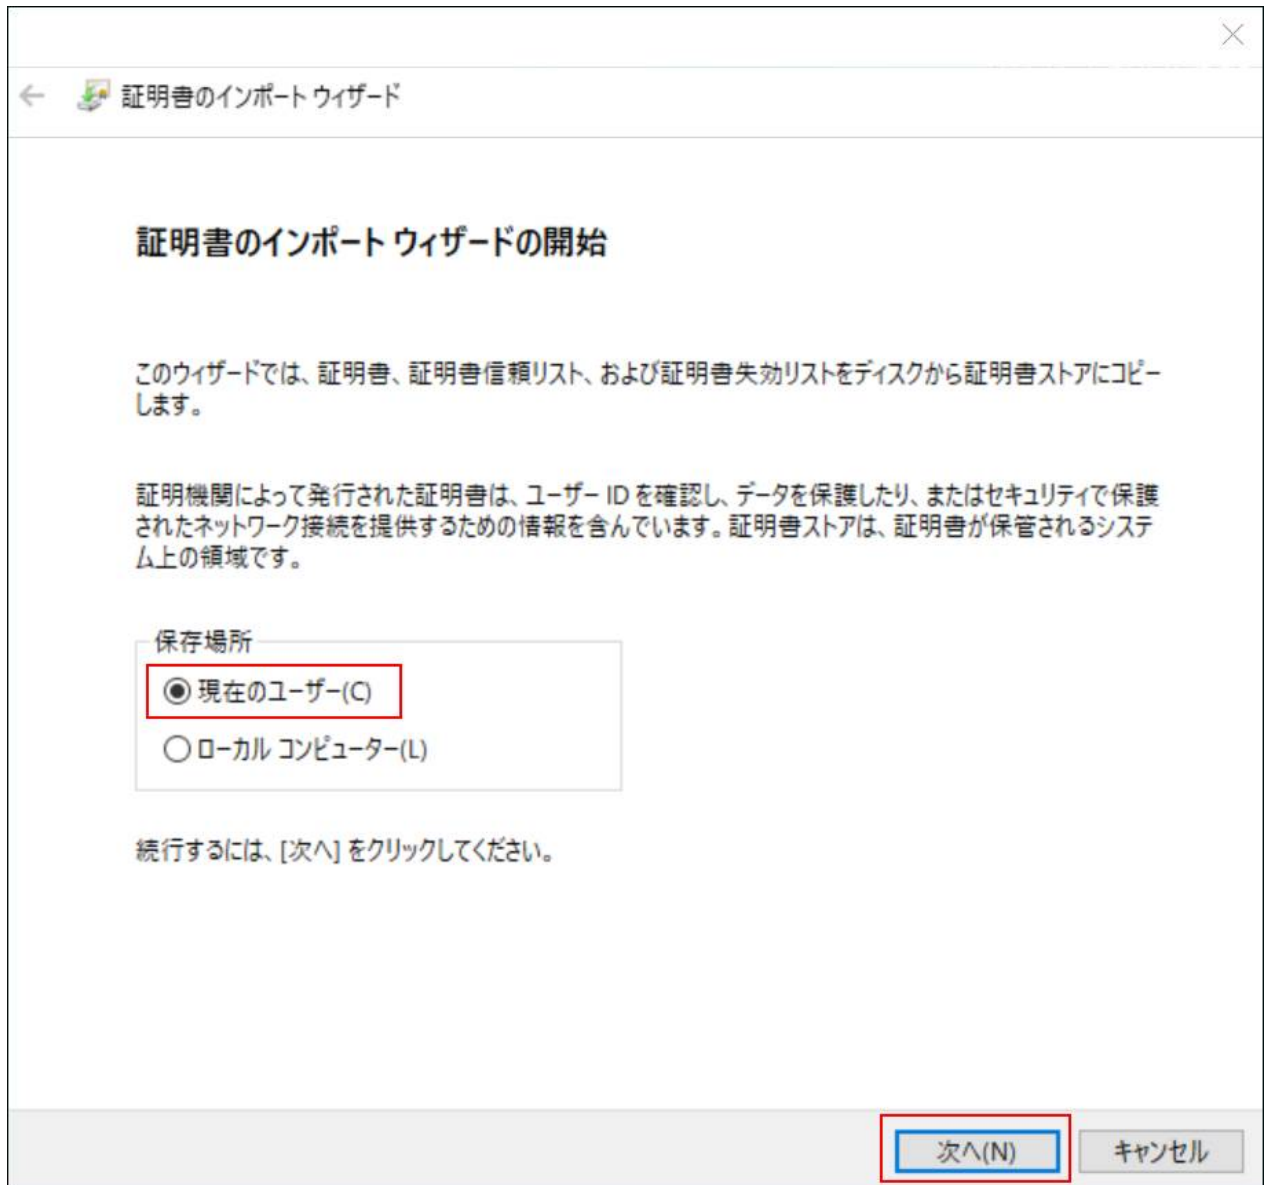 証明書のインポート ウィザード
証明書のインポート ウィザードの開始
このウィザードでは、証明書、証明書信頼リスト、および証明書失効リストをディスクから証明書ストアにコピー
します。
証明機関によって発行された証明書は、ユーザー ID を確認し、データを保護したり、またはセキュリティで保護
されたネットワーク接続を提供するための情報を含んでいます。証明書ストアは、証明書が保管されるシステ
ム上の領域です。
保存場所
現在のユーザー(C)
ローカル コンピューター(L)
続行するには、[次へ] をクリックしてください。
次へ(N)
キャンセル